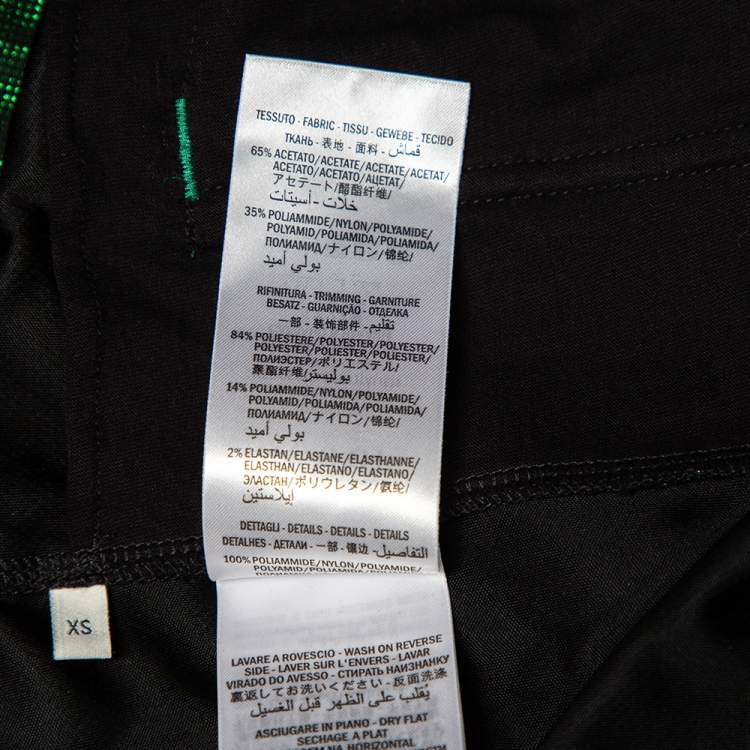 TESSUTO - FABRIC - TISSU - GEWEBE - TECIDO
ТКАНЬ - 表地 - 面料 - قماش
65% ACETATO/ACETATE/ACETATE/ACETAT/
ACETATO/ACETATO/АЦЕТАТ/
アセテート/醋酯纤维/
خلات - أسيتات
35% POLIAMMIDE/NYLON/POLYAMIDE/
POLYAMID/POLIAMIDA/POLIAMIDA/
ПОЛИАМИД/ナイロン/锦纶/
بولي أميد
RIFINITURA - TRIMMING - GARNITURE
BESATZ - GUARNIÇÃO - ОТДЕЛКА
一部 - 装饰部件 - تقليم
84% POLIESTERE/POLYESTER/POLYESTER/
POLYESTER/POLIESTER/POLIESTER/
ПОЛИЭСТЕР/ポリエステル/
聚酯纤维/بوليستر
14% POLIAMMIDE/NYLON/POLYAMIDE/
POLYAMID/POLIAMIDA/POLIAMIDA/
ПОЛИАМИД/ナイロン/锦纶/
بولي أميد
2% ELASTAN/ELASTANE/ELASTHANNE/
ELASTHAN/ELASTANO/ELASTANO/
ЭЛАСТАН/ポリウレタン/氨纶/
إيلاستين
DETTAGLI - DETAILS - DETAILS - DETAILS
DETALHES - ДЕТАЛИ - 一部 - 镶边 - التفاصيل
100% POLIAMMIDE/NYLON/POLYAMIDE/
POLYAMID/POLIAMIDA/POLIAMIDA/
XS
LAVARE A ROVESCIO - WASH ON REVERSE
SIDE - LAVER SUR L'ENVERS - LAVAR
VIRADO DO AVESSO - СТИРАТЬ НАИЗНАНКУ
裏返してお洗いください - 反面洗涤
يُقلب على الظهر قبل الغسيل
ASCIUGARE IN PIANO - DRY FLAT
SECHAGE A PLAT
NA HORIZONTAL